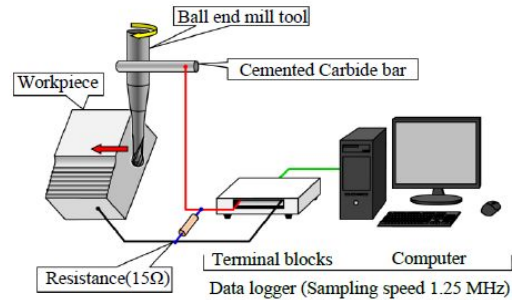 Ball end mill tool
Workpiece
Cemented Carbide bar
Resistance(15Ω)
Terminal blocks
Computer
Data logger (Sampling speed 1.25 MHz)